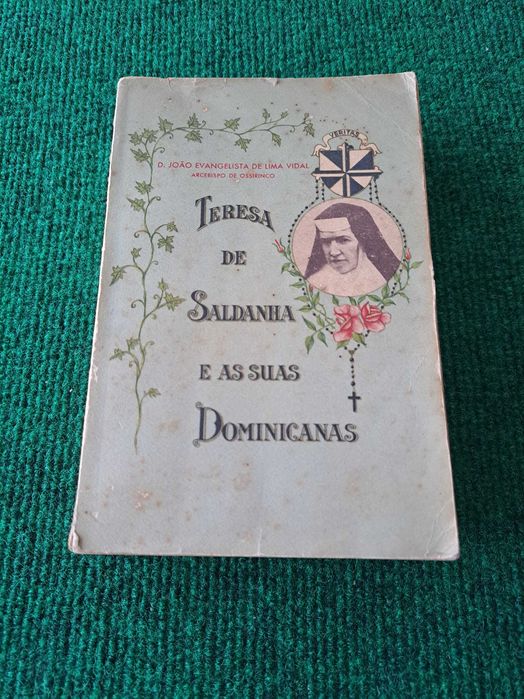 VERITAS
D. JOÃO EVANGELISTA DE LIMA VIDAL
ARCEBISPO DE OSSIRINCO
TERESA
DE
SALDANHA
E AS SUAS
DOMINICANAS